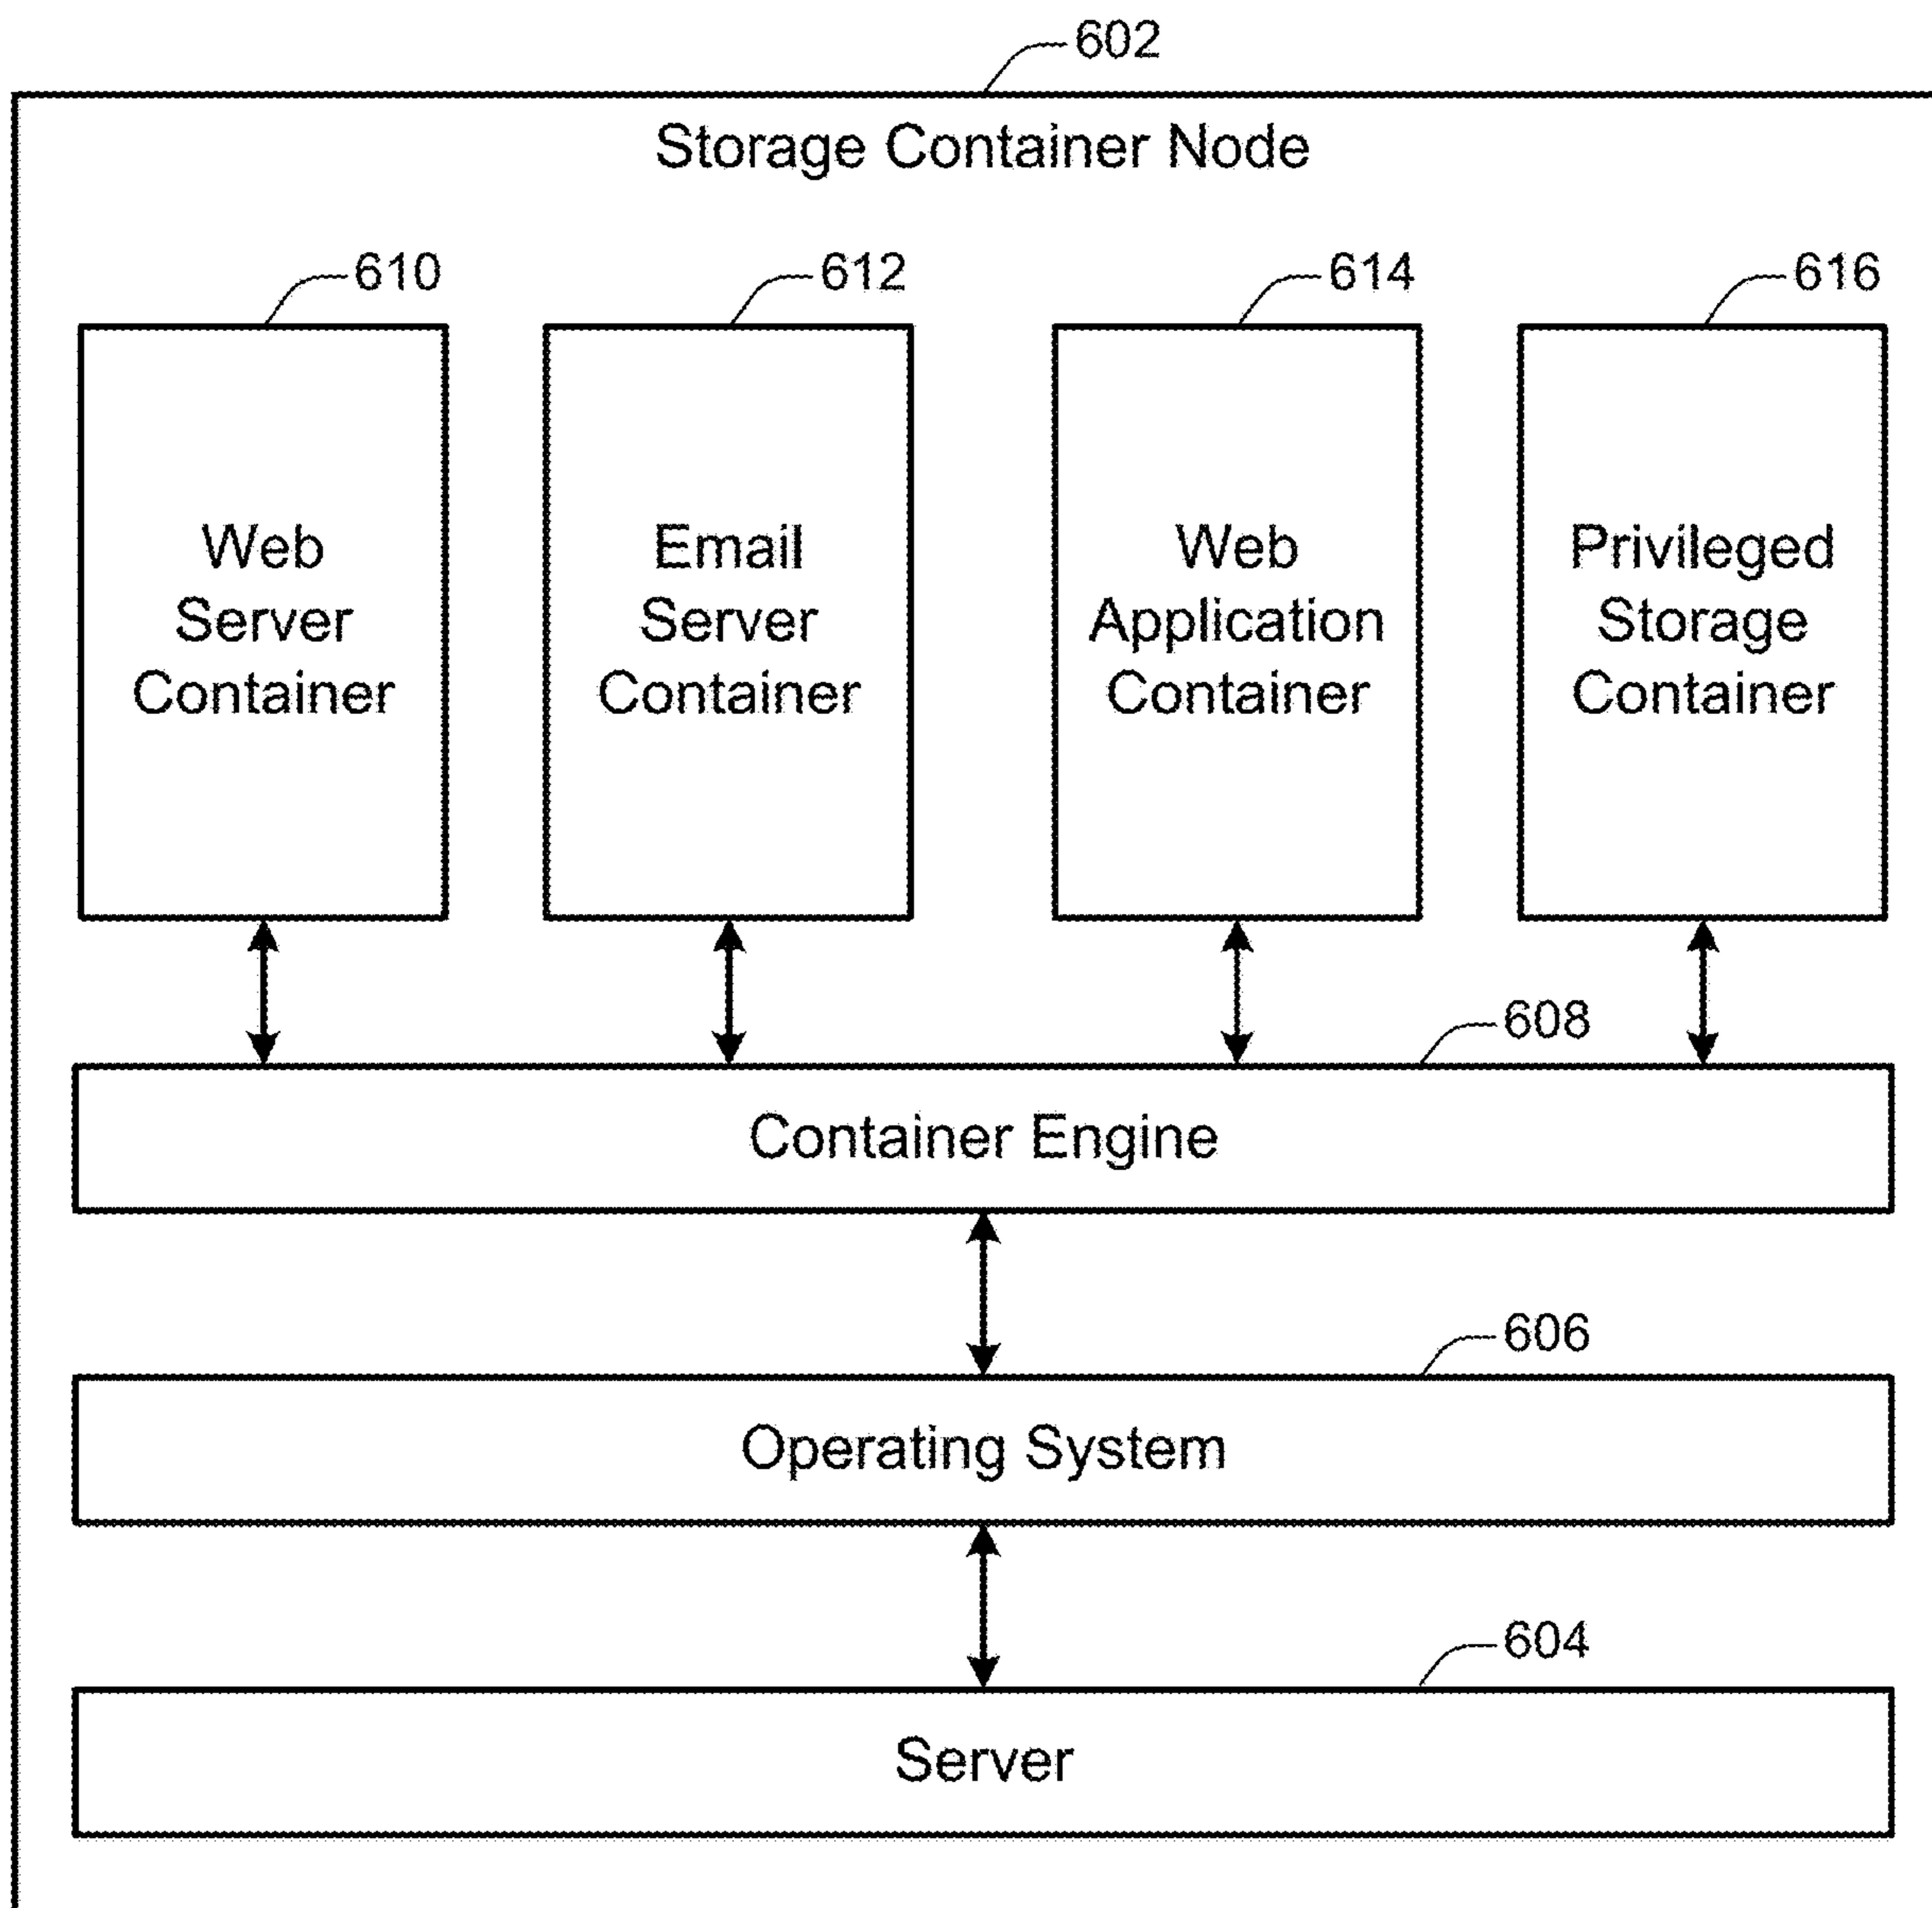 602
Storage Container Node
610
612
614
616
Web
Server
Container
Email
Server
Container
Web
Application
Container
Privileged
Storage
Container
608
Container Engine
606
Operating System
604
Server